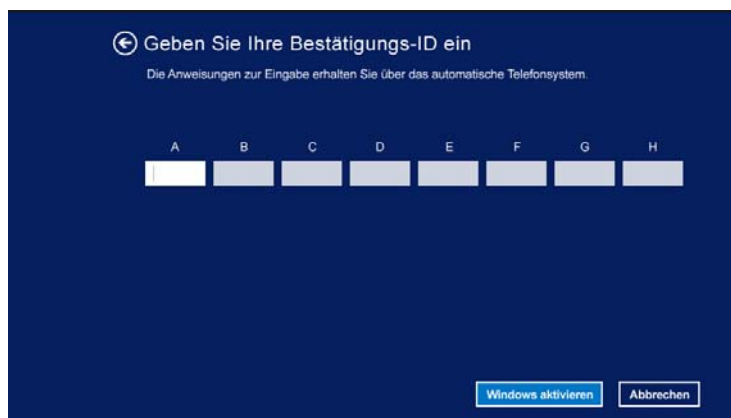 Geben Sie Ihre Bestätigungs-ID ein
Die Anweisungen zur Eingabe erhalten Sie über das automatische Telefonsystem.
A B C D E F G H
Windows aktivieren Abbrechen